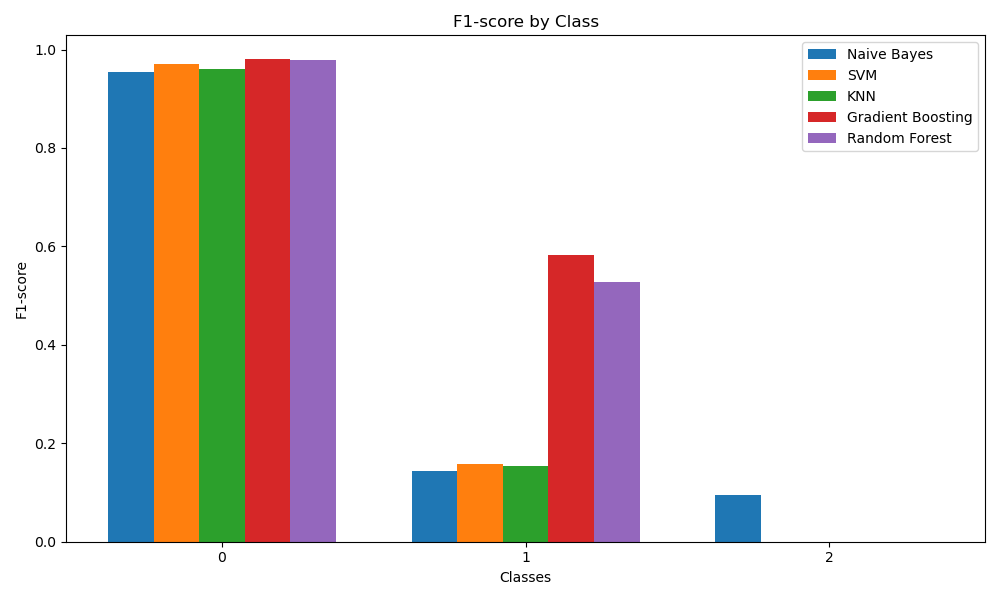 F1-score by Class
Naive Bayes
SVM
KNN
Gradient Boosting
Random Forest
1.0
0.8
0.6
0.4
0.2
0.0
F1-score
0 1 2
Classes